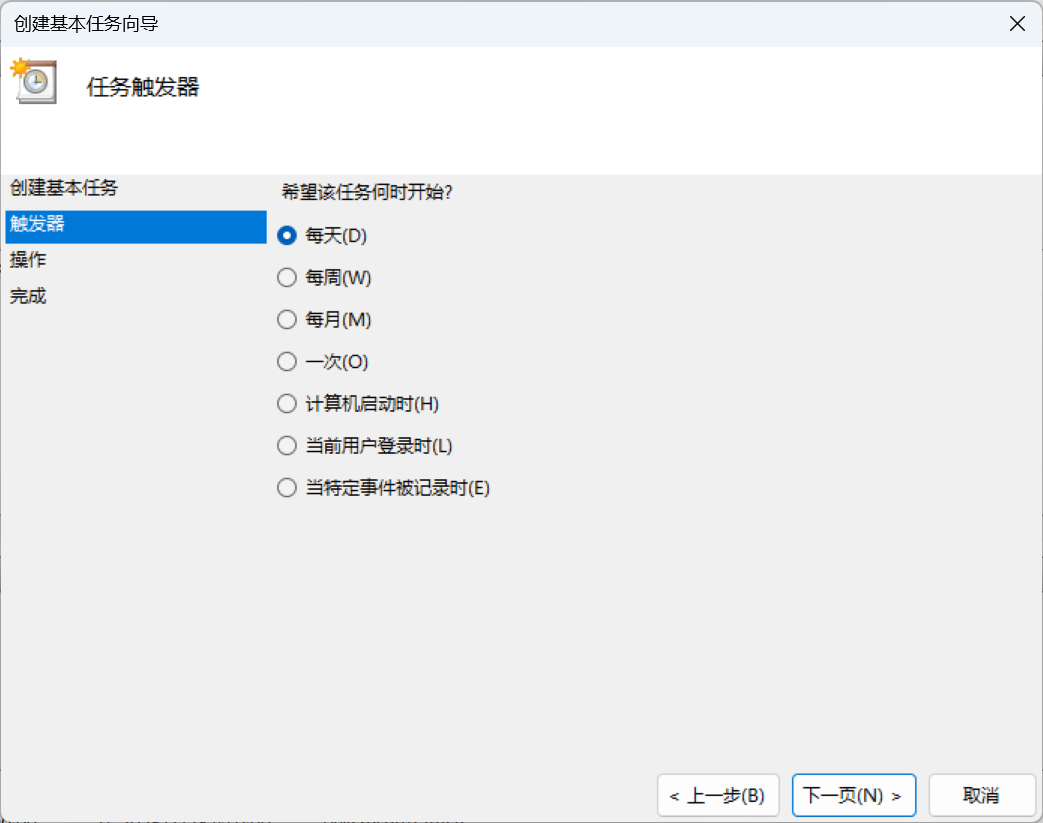 创建基本任务向导
任务触发器
创建基本任务
触发器
操作
完成
希望该任务何时开始?
每天(D)
每周(W)
每月(M)
一次(O)
计算机启动时(H)
当前用户登录时(L)
当特定事件被记录时(E)
< 上一步(B)
下一页(N) >
取消